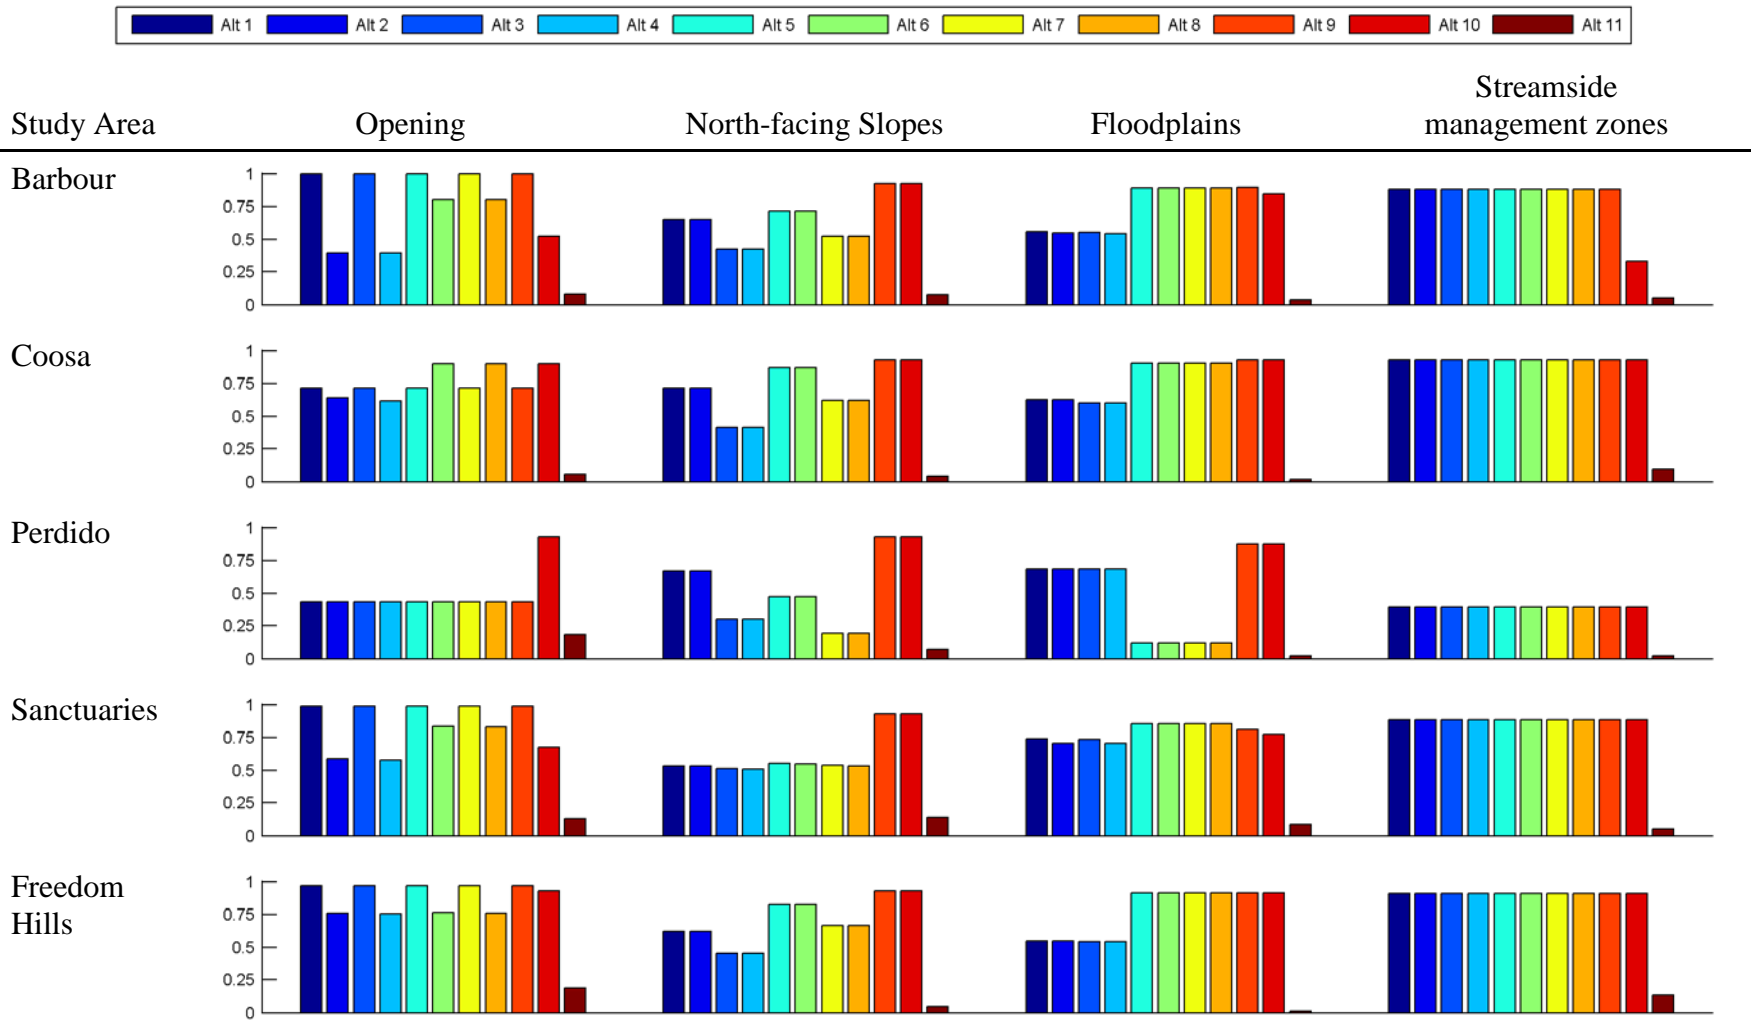 Alt 1 Alt 2 Alt 3 Alt 4 Alt 5 Alt 6 Alt 7 Alt 8 Alt 9 Alt 10 Alt 11
Streamside
Study Area Opening North-facing Slopes Floodplains management zones
Barbour
1
0.75
0.5
0.25
0
Coosa
1
0.75
0.5
0.25
0
Perdido
1
0.75
0.5
0.25
0
Sanctuaries
1
0.75
0.5
0.25
0
Freedom
Hills
1
0.75
0.5
0.25
0